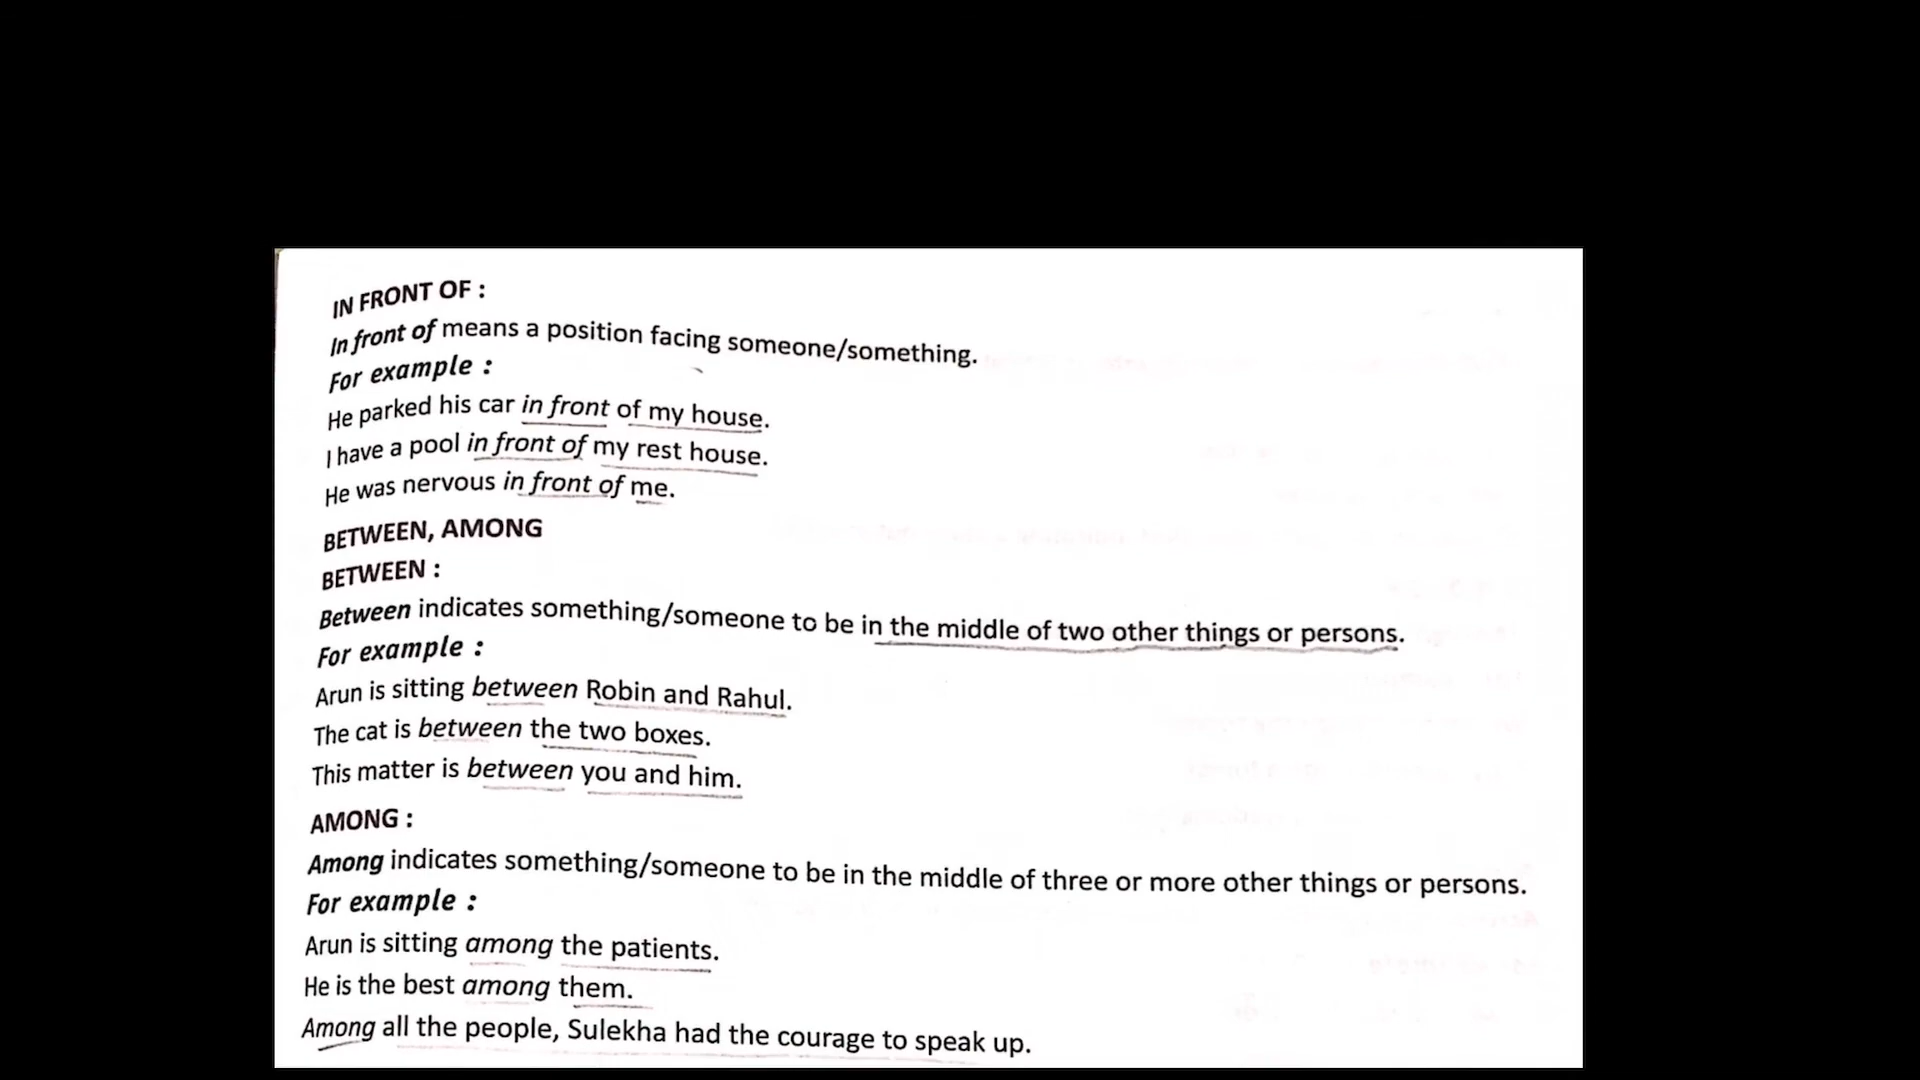 IN FRONT OF :
In front of means a position facing someone/something.
For example :
He parked his car in front of my house.
I have a pool in front of my rest house.
He was nervous in front of me.
BETWEEN, AMONG
BETWEEN :
Between indicates something/someone to be in the middle of two other things or persons.
For example :
Arun is sitting between Robin and Rahul.
The cat is between the two boxes.
This matter is between you and him.
AMONG :
Among indicates something/someone to be in the middle of three or more other things or persons.
For example :
Arun is sitting among the patients.
He is the best among them.
Among all the people, Sulekha had the courage to speak up.